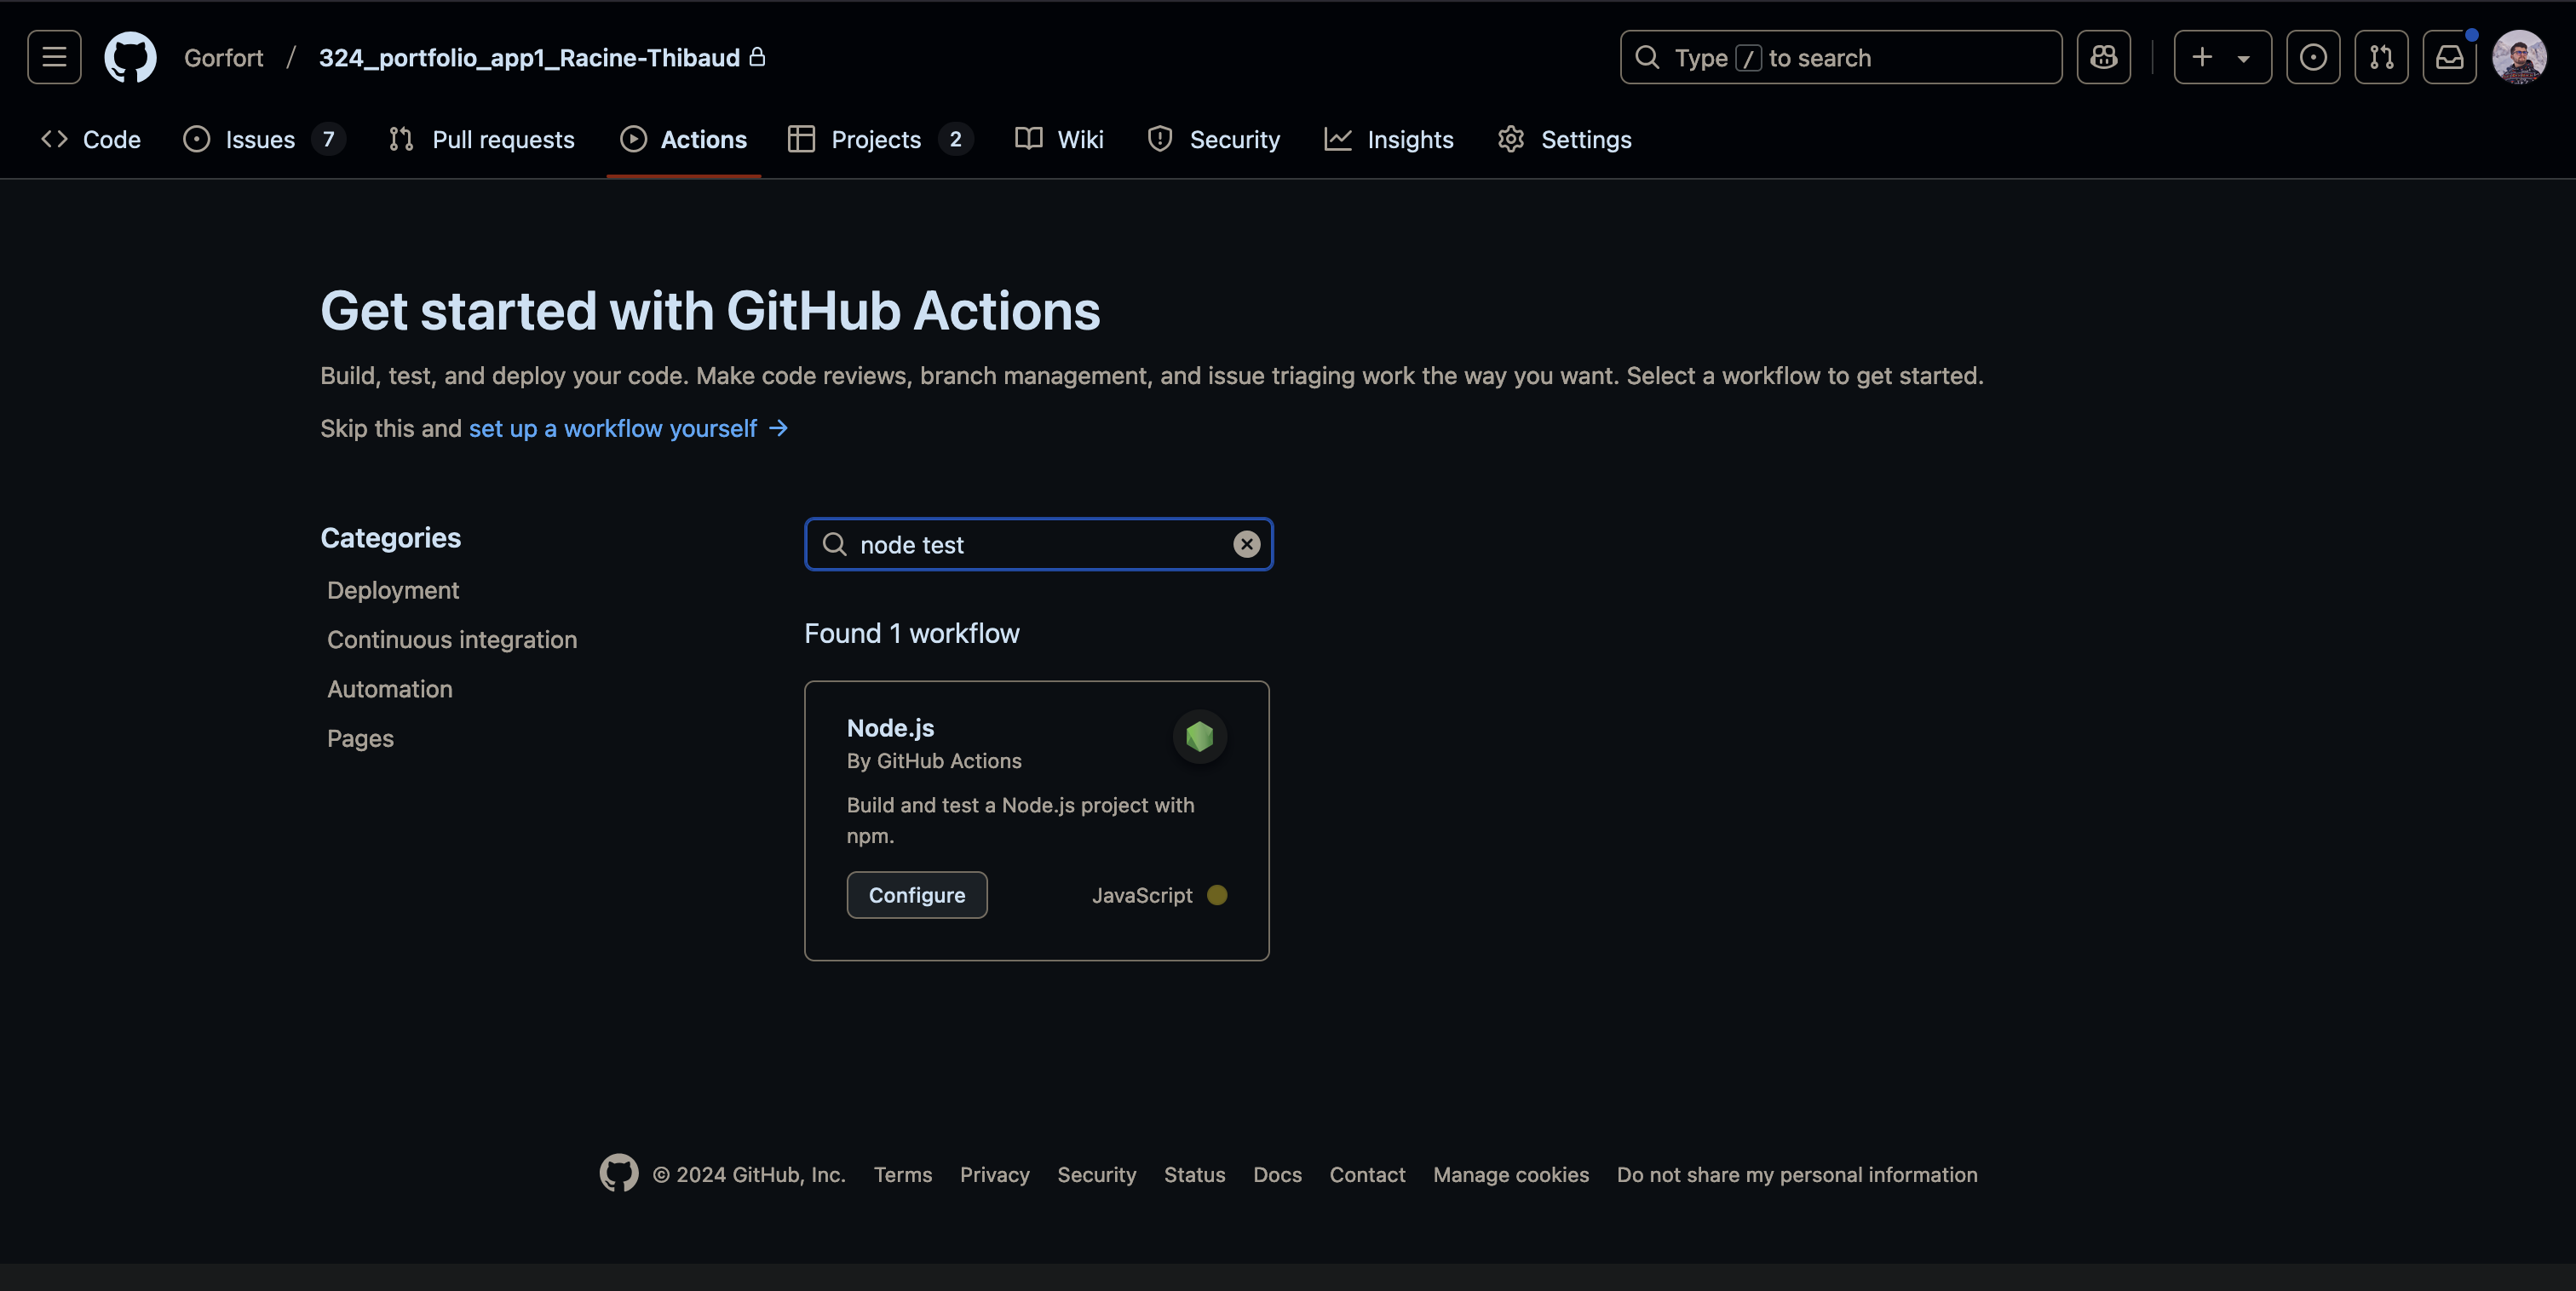 Gorfort / 324_portfolio_app1_Racine-Thibaud
Type / to search
Code Issues 7 Pull requests Actions Projects 2 Wiki Security Insights Settings
Get started with GitHub Actions
Build, test, and deploy your code. Make code reviews, branch management, and issue triaging work the way you want. Select a workflow to get started.
Skip this and set up a workflow yourself →
Categories
Deployment
Continuous integration
Automation
Pages
node test
Found 1 workflow
Node.js
By GitHub Actions
Build and test a Node.js project with
npm.
Configure
JavaScript
© 2024 GitHub, Inc. Terms Privacy Security Status Docs Contact Manage cookies Do not share my personal information